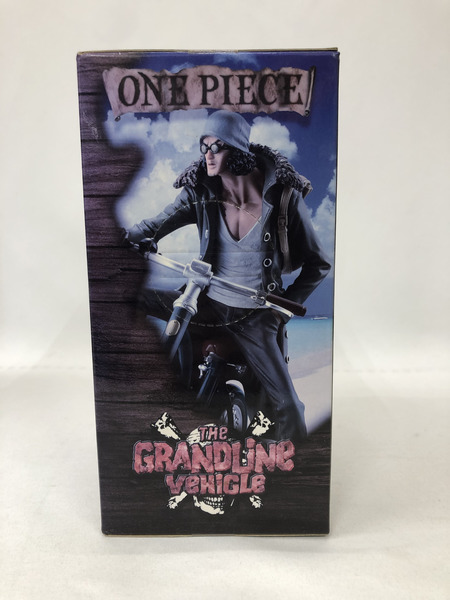 ONE PIECE
THE
GRANDLINE
VEHICLE